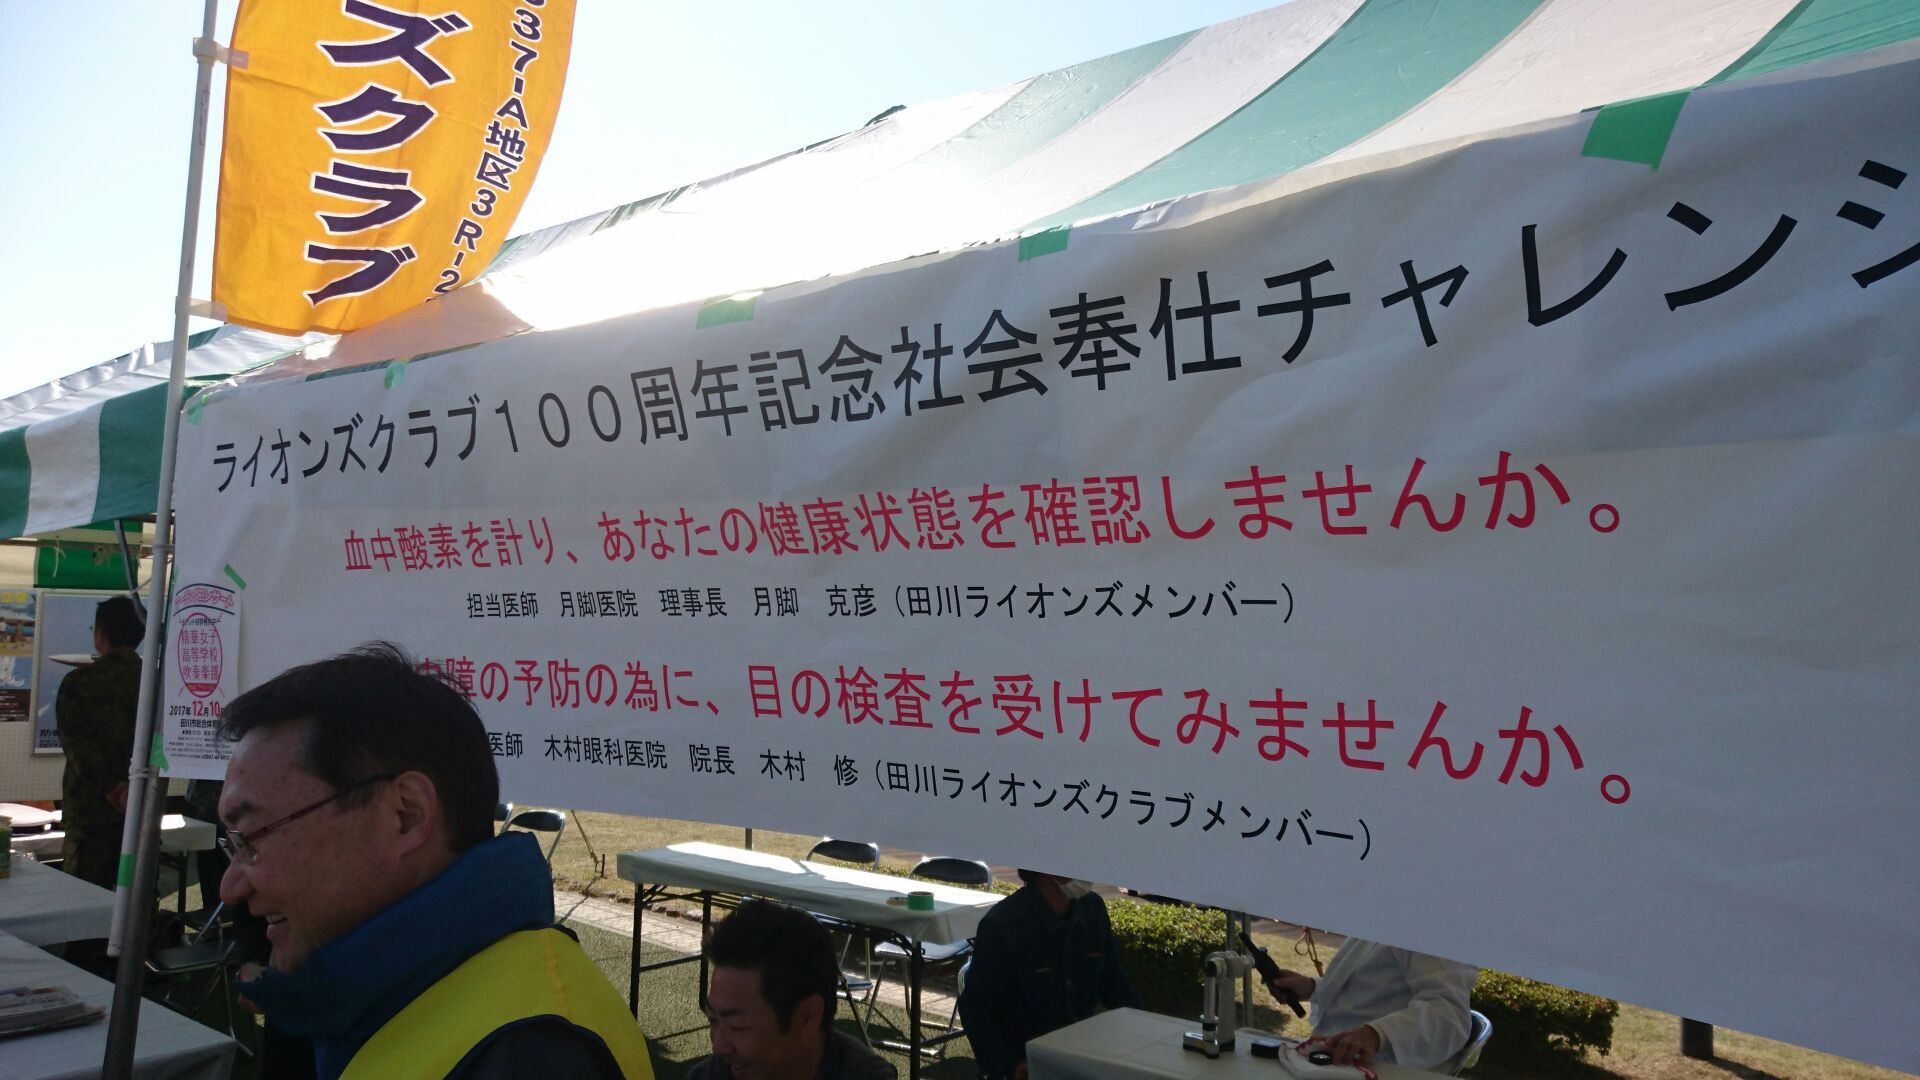 ズクラブ
337-A地区3R-2
ライオンズクラブ100周年記念社会奉仕チャレンジ
血中酸素を計り、あなたの健康状態を確認しませんか。
担当医師 月脚医院 理事長 月脚 克彦(田川ライオンズメンバー)
障の予防の為に、目の検査を受けてみませんか。
医師 木村眼科医院 院長 木村 修(田川ライオンズクラブメンバー)
コンサート
精華女子
高等学校
吹奏楽部
2017年12月10
田川市総合体育